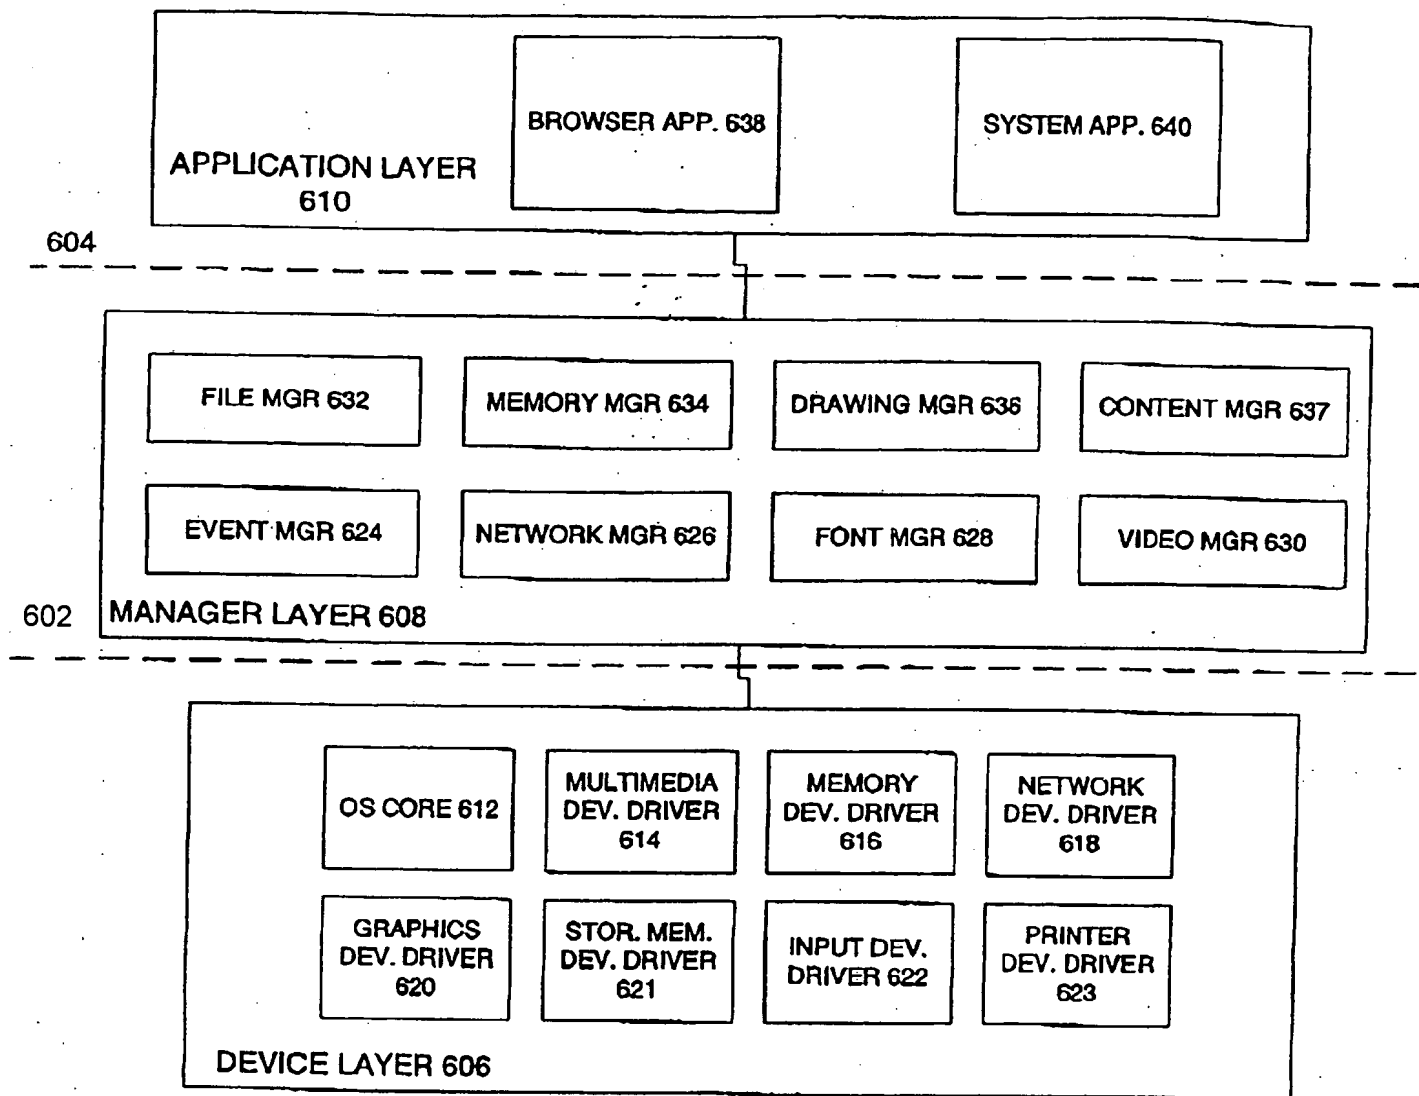 BROWSER APP. 638
SYSTEM APP. 640
APPLICATION LAYER
610
604
FILE MGR 632
MEMORY MGR 634
DRAWING MGR 636
CONTENT MGR 637
EVENT MGR 624
NETWORK MGR 626
FONT MGR 628
VIDEO MGR 630
602
MANAGER LAYER 608
OS CORE 612
MULTIMEDIA
DEV. DRIVER
614
MEMORY
DEV. DRIVER
616
NETWORK
DEV. DRIVER
618
GRAPHICS
DEV. DRIVER
620
STOR. MEM.
DEV. DRIVER
621
INPUT DEV.
DRIVER 622
PRINTER
DEV. DRIVER
623
DEVICE LAYER 606